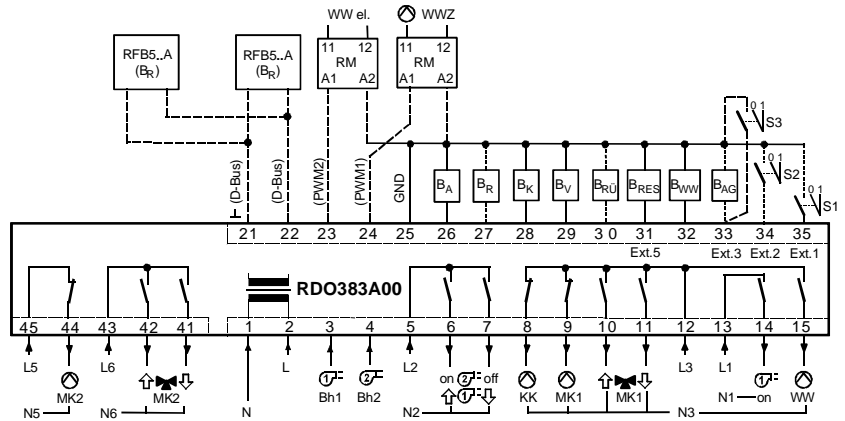 WW el. WWZ
RFB5..A (BR) RFB5..A (BR) 11 12 11 12
RM RM
A1 A2 A1 A2
0 1 S3
0 1 S2
0 1 S1
(D-Bus) (D-Bus) (PWM2) (PWM1) GND BA BR BK BV BRÜ BRES BWW BAG
21 22 23 24 25 26 27 28 29 30 31 32 33 34 35
Ext.5 Ext.3 Ext.2 Ext.1
RDO383A00
45 44 43 42 41 1 2 3 4 5 6 7 8 9 10 11 12 13 14 15
L5 L6 L L2 L3 L1
on 2 off
1 2 1 1
MK2 MK2 Bh1 Bh2 KK MK1 MK1 WW
N5 N6 N N2 N3 N1 on